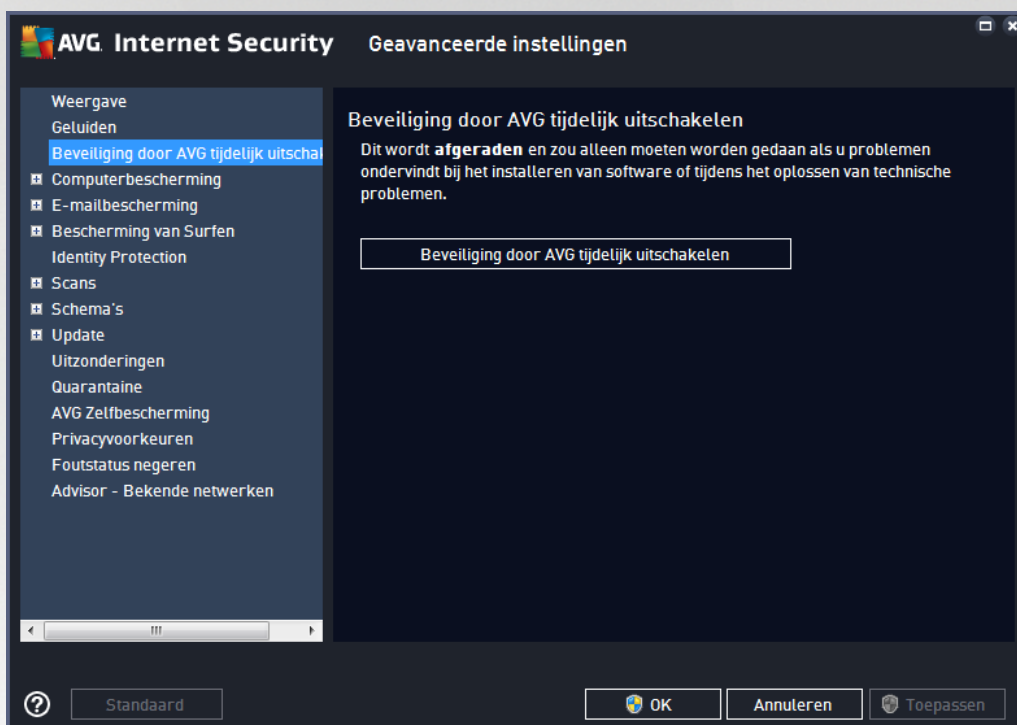 AVG. Internet Security Geavanceerde instellingen
Weergave
Geluiden
Beveiliging door AVG tijdelijk uitschak
Computerbescherming
E-mailbescherming
Bescherming van Surfen
Identity Protection
Scans
Schema's
Update
Uitzonderingen
Quarantaine
AVG Zelfbescherming
Privacyvoorkeuren
Foutstatus negeren
Advisor - Bekende netwerken
Beveiliging door AVG tijdelijk uitschakelen
Dit wordt afgeraden en zou alleen moeten worden gedaan als u problemen
ondervindt bij het installeren van software of tijdens het oplossen van technische
problemen.
Beveiliging door AVG tijdelijk uitschakelen
Standaard
OK
Annuleren
Toepassen